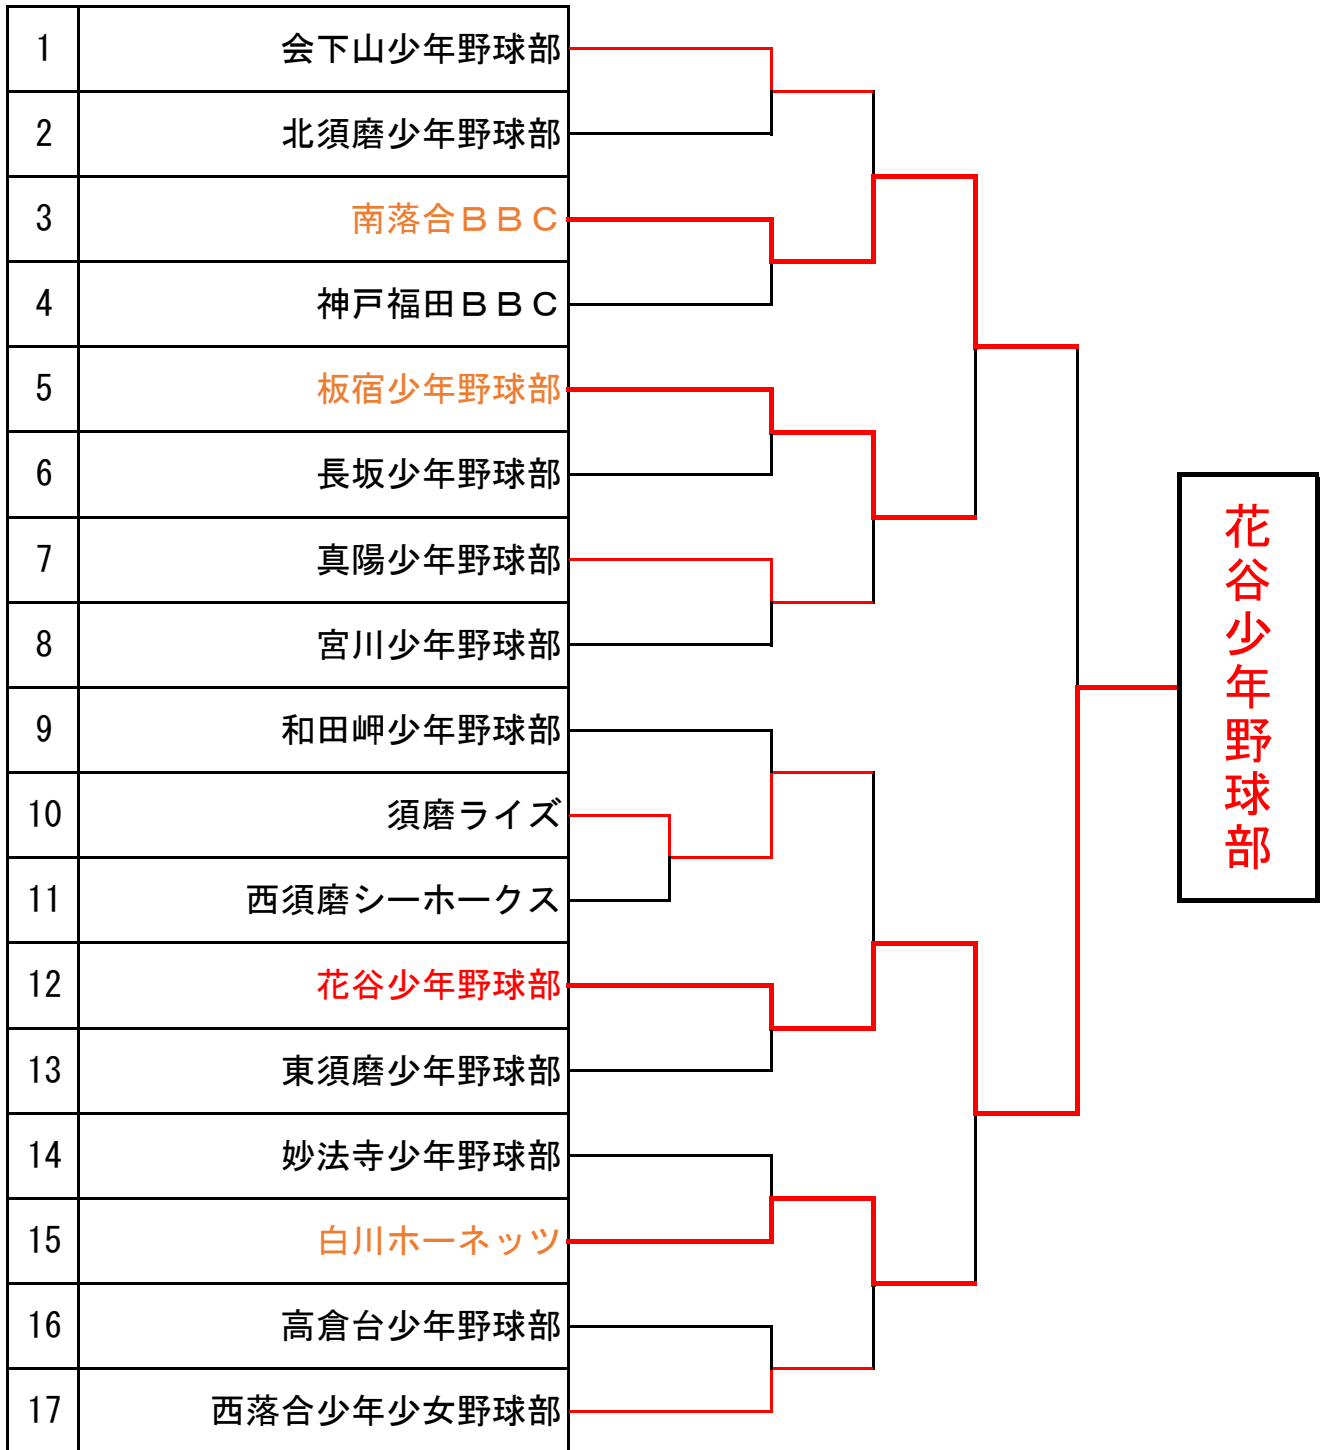 1 会下山少年野球部
2 北須磨少年野球部
3 南落合ＢＢＣ
4 神戸福田ＢＢＣ
5 板宿少年野球部
6 長坂少年野球部
7 真陽少年野球部
8 宮川少年野球部
9 和田岬少年野球部
10 須磨ライズ
11 西須磨シーホークス
12 花谷少年野球部
13 東須磨少年野球部
14 妙法寺少年野球部
15 白川ホーネッツ
16 高倉台少年野球部
17 西落合少年少女野球部
花谷少年野球部